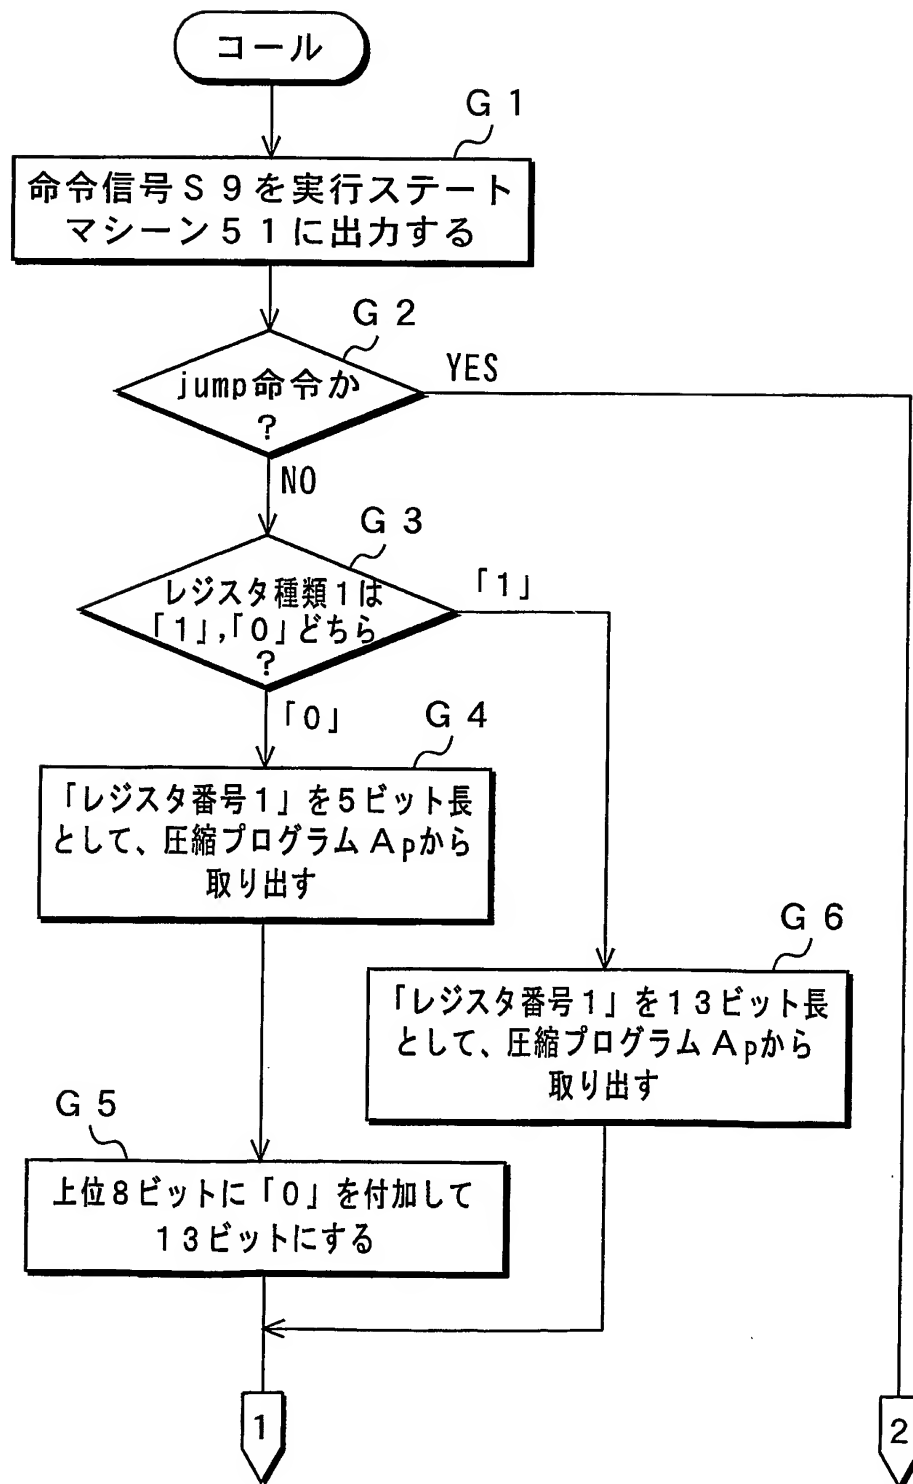 コール
G 1
命令信号S 9を実行ステート
マシーン5 1に出力する
G 2
jump命令か
?
YES
NO
G 3
レジスタ種類1は
「1」,「0」どちら
?
「1」
「0」
G 4
「レジスタ番号1」を5ビット長
として、圧縮プログラムApから
取り出す
G 6
「レジスタ番号1」を13ビット長
として、圧縮プログラムApから
取り出す
G 5
上位8ビットに「0」を付加して
13ビットにする
1
2